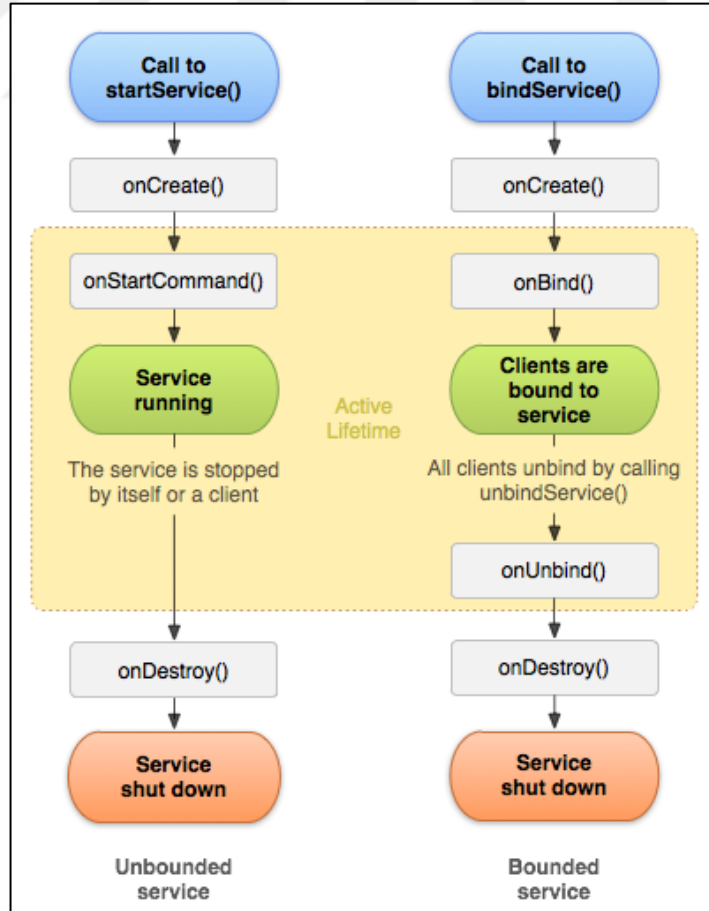 Call to
startService()
onCreate()
onStartCommand()
Service
running
The service is stopped
by itself or a client
onDestroy()
Service
shut down
Unbounded
service
Active
Lifetime
Call to
bindService()
onCreate()
onBind()
Clients are
bound to
service
All clients unbind by calling
unbindService()
onUnbind()
onDestroy()
Service
shut down
Bounded
service